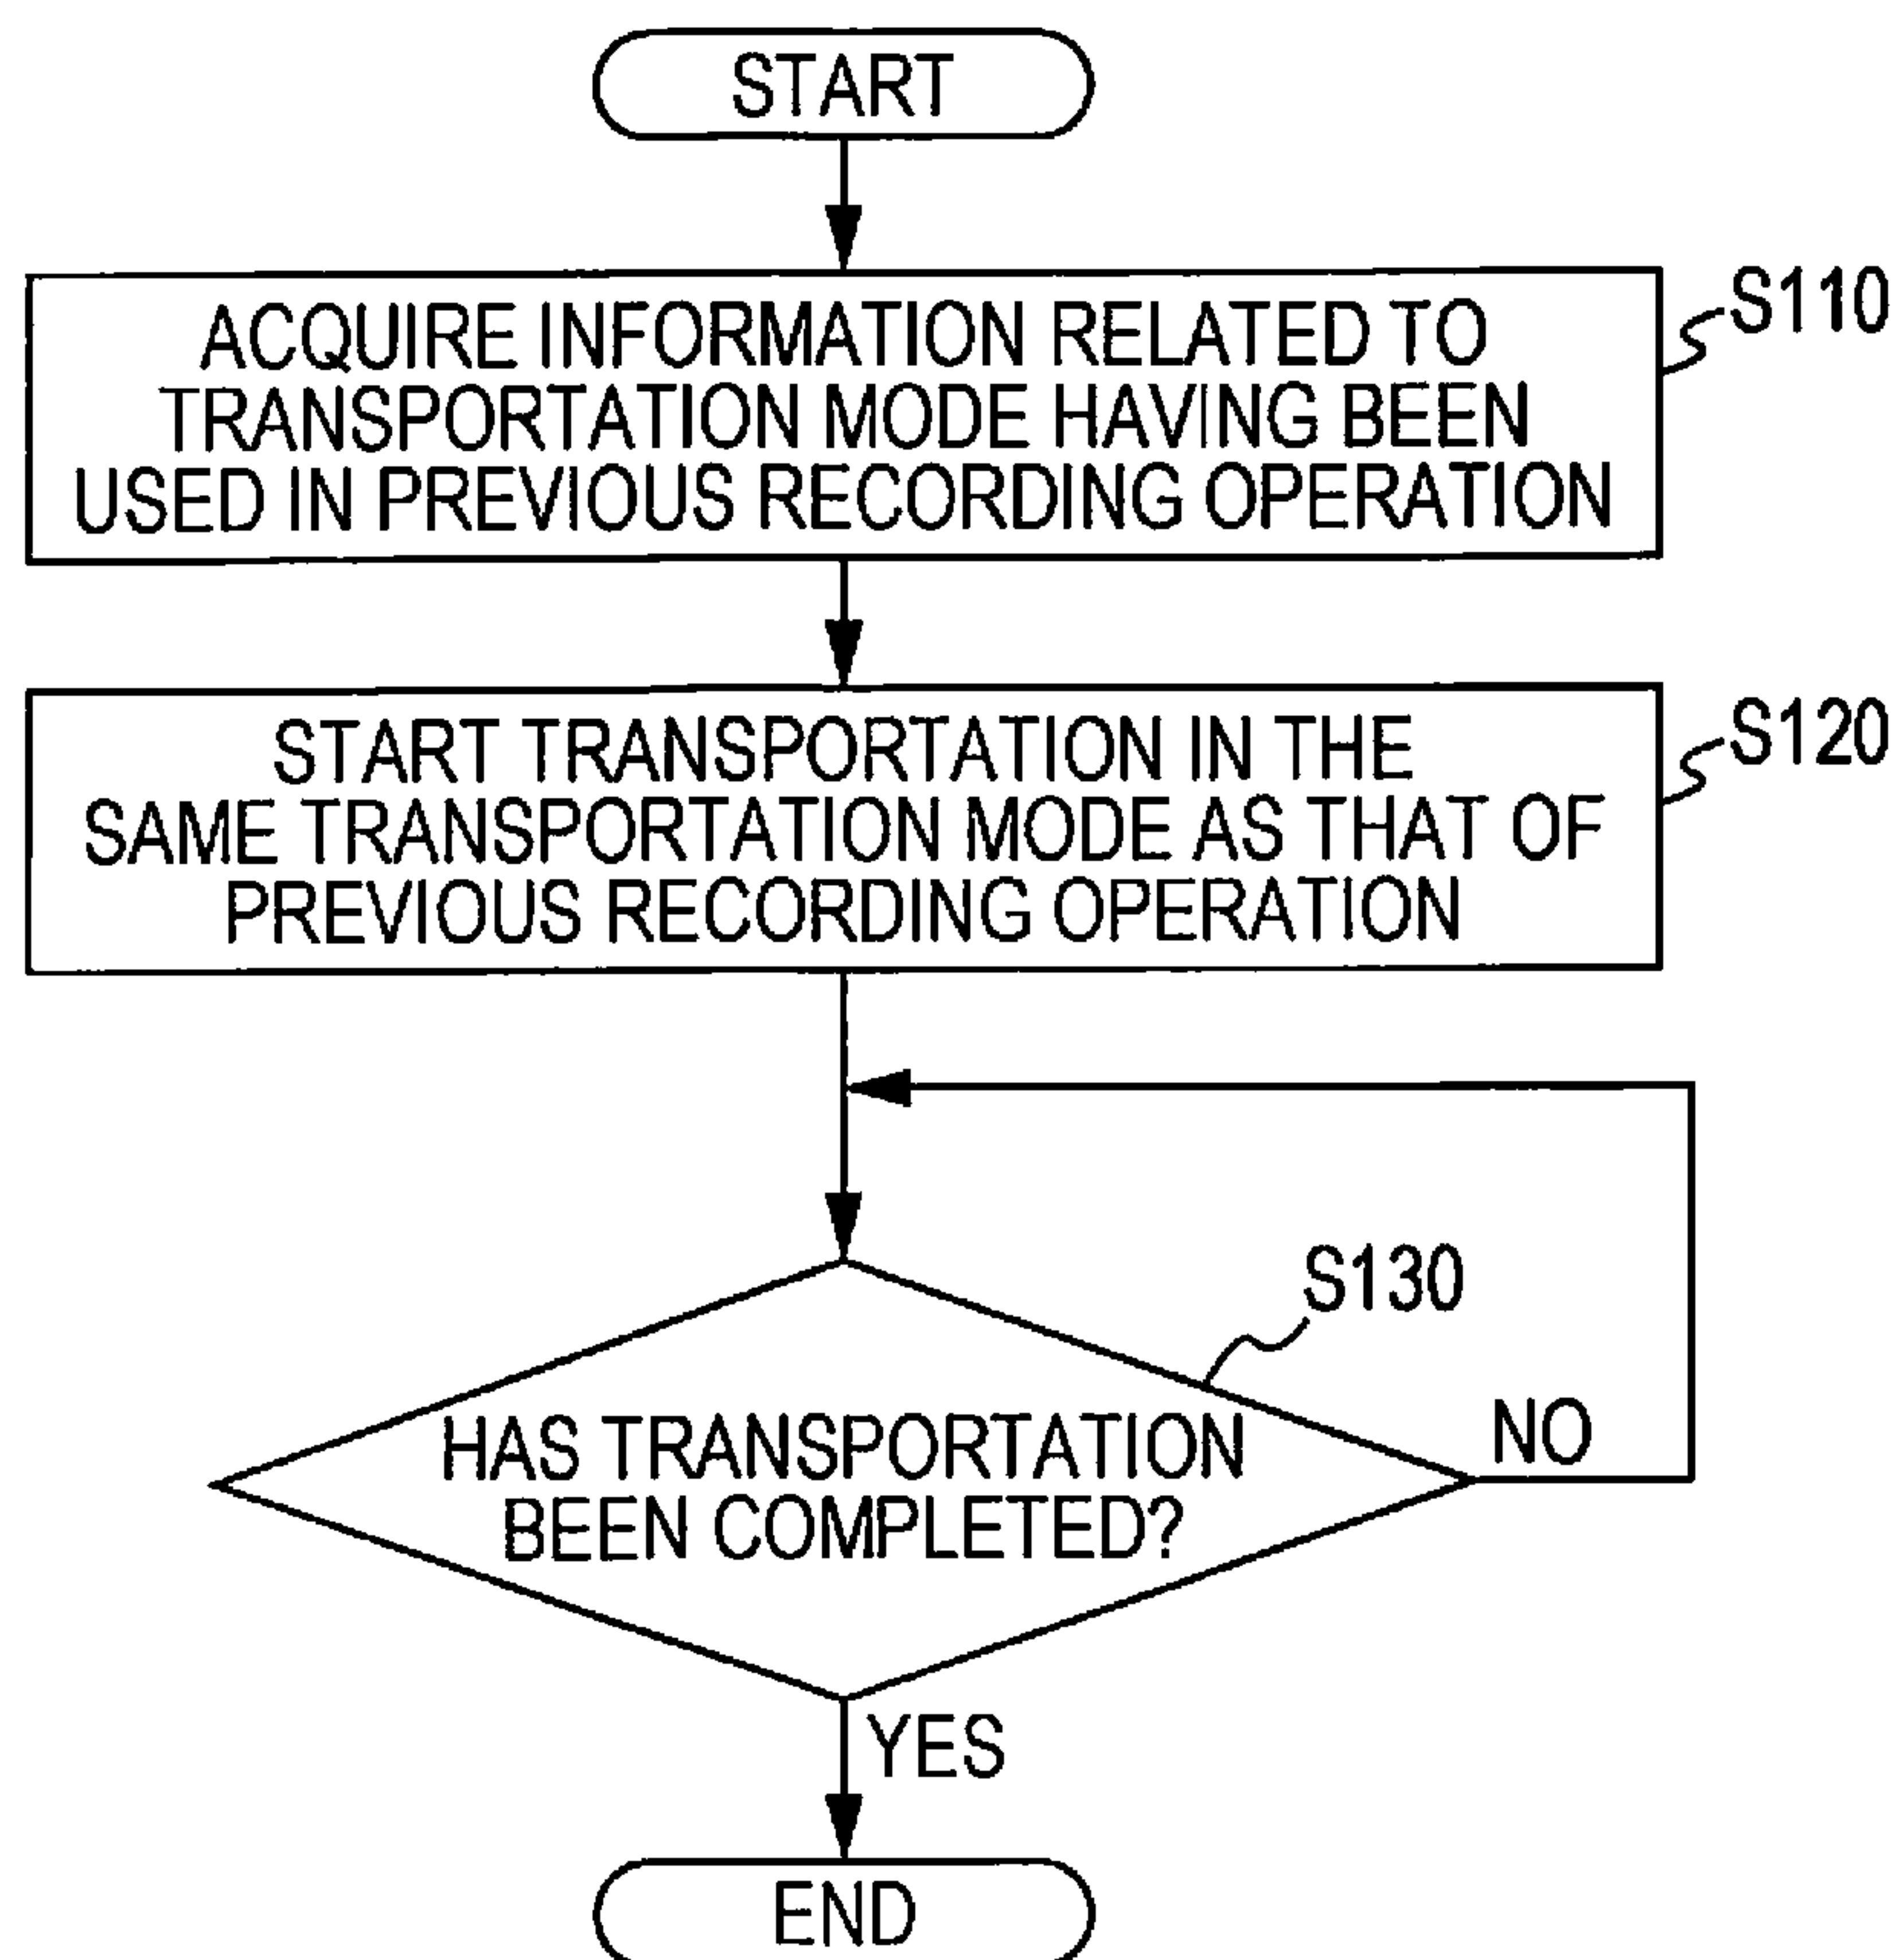 START
ACQUIRE INFORMATION RELATED TO
TRANSPORTATION MODE HAVING BEEN
USED IN PREVIOUS RECORDING OPERATION
S110
START TRANSPORTATION IN THE
SAME TRANSPORTATION MODE AS THAT OF
PREVIOUS RECORDING OPERATION
S120
S130
HAS TRANSPORTATION
BEEN COMPLETED?
NO
YES
END